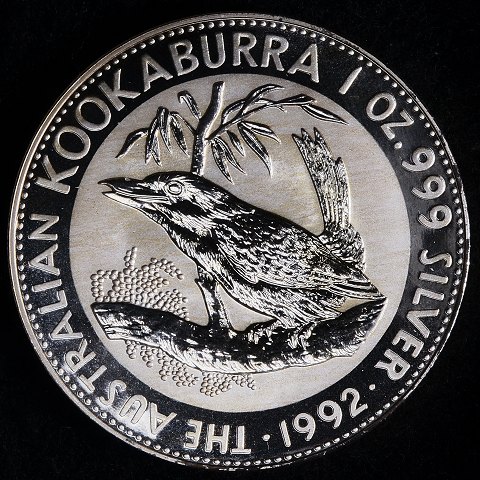 THE AUSTRALIAN KOOKABURRA 1 OZ. 999 SILVER · 1992 ·